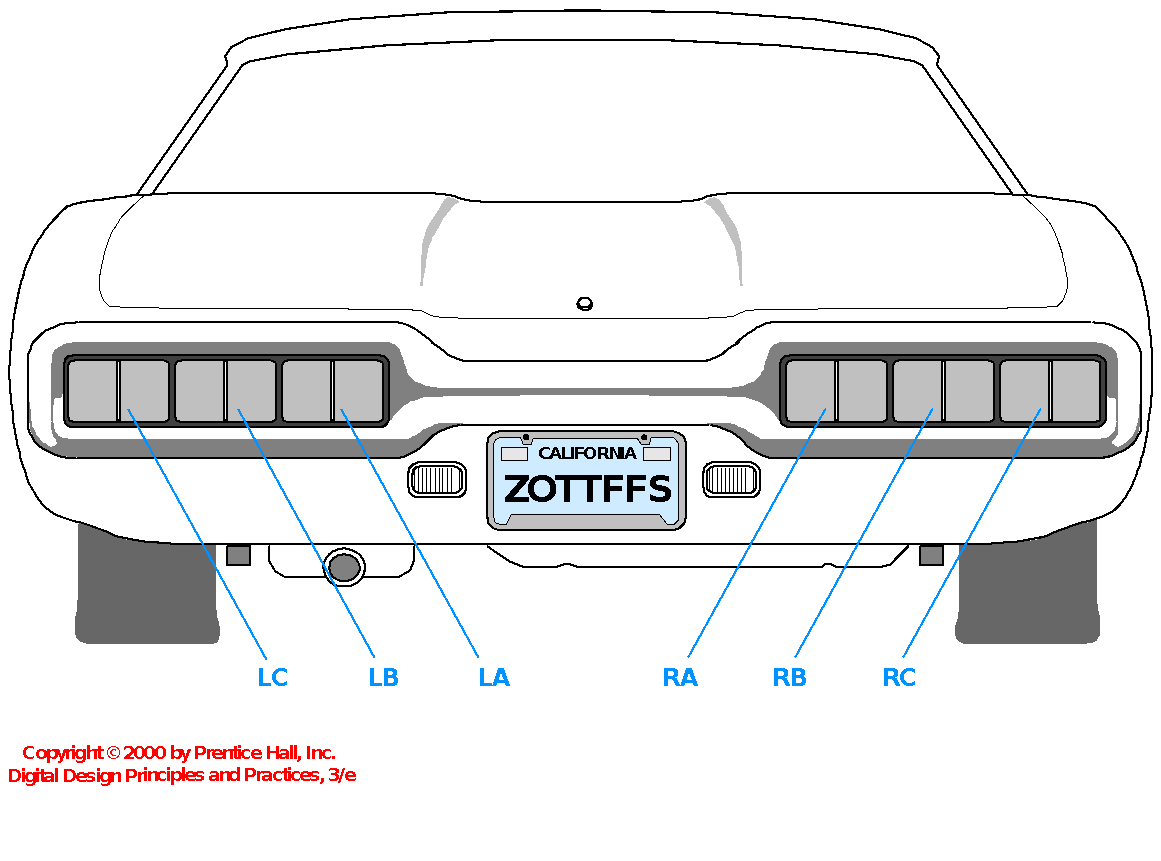 CALIFORNIA
ZOTTFFS
LC LB LA RA RB RC
Copyright © 2000 by Prentice Hall, Inc.
Digital Design Principles and Practices, 3/e